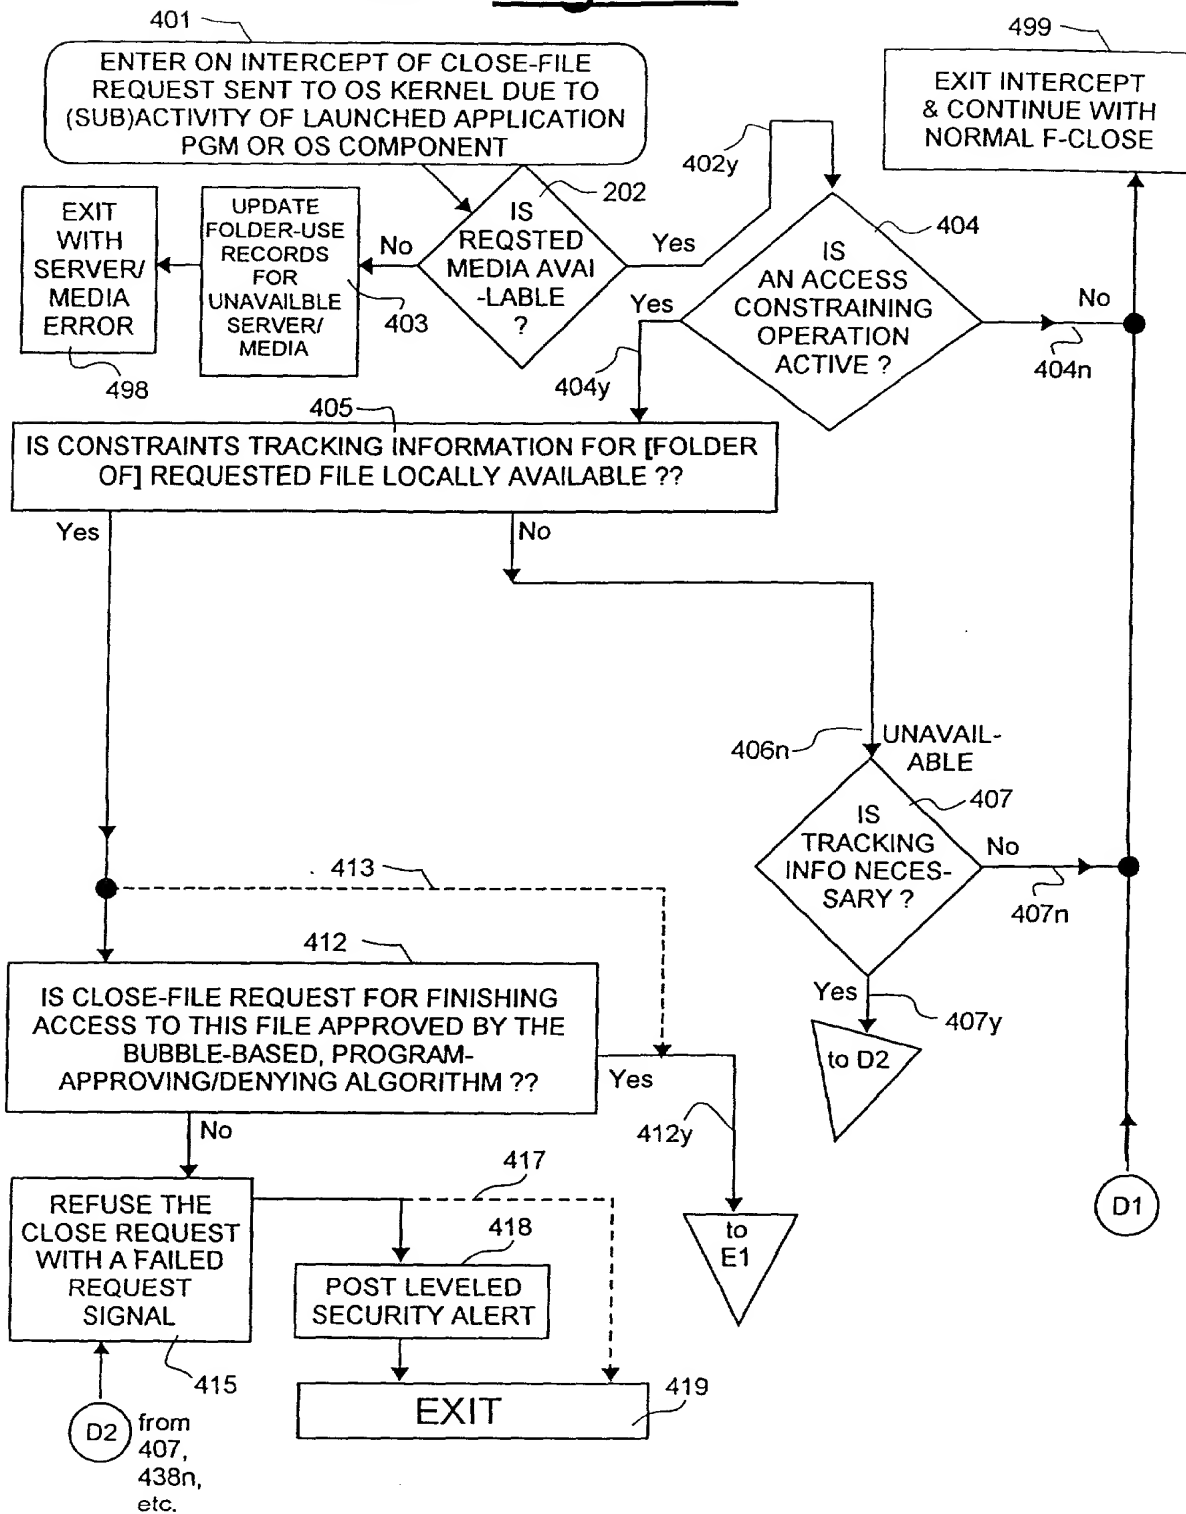 401
ENTER ON INTERCEPT OF CLOSE-FILE
REQUEST SENT TO OS KERNEL DUE TO
(SUB)ACTIVITY OF LAUNCHED APPLICATION
PGM OR OS COMPONENT
499
EXIT INTERCEPT
& CONTINUE WITH
NORMAL F-CLOSE
402y
202
IS
REQSTED
MEDIA AVAI
-LABLE
?
No
Yes
UPDATE
FOLDER-USE
RECORDS
FOR
UNAVAILBLE
SERVER/
MEDIA
403
EXIT
WITH
SERVER/
MEDIA
ERROR
498
404
IS
AN ACCESS
CONSTRAINING
OPERATION
ACTIVE ?
Yes
404y
No
404n
405
IS CONSTRAINTS TRACKING INFORMATION FOR [FOLDER
OF] REQUESTED FILE LOCALLY AVAILABLE ??
Yes
No
406n
UNAVAIL-
ABLE
407
IS
TRACKING
INFO NECES-
SARY ?
No
407n
Yes
407y
to D2
413
412
IS CLOSE-FILE REQUEST FOR FINISHING
ACCESS TO THIS FILE APPROVED BY THE
BUBBLE-BASED, PROGRAM-
APPROVING/DENYING ALGORITHM ??
Yes
412y
to
E1
No
REFUSE THE
CLOSE REQUEST
WITH A FAILED
REQUEST
SIGNAL
415
417
418
POST LEVELED
SECURITY ALERT
EXIT
419
D1
D2
from
407,
438n,
etc.